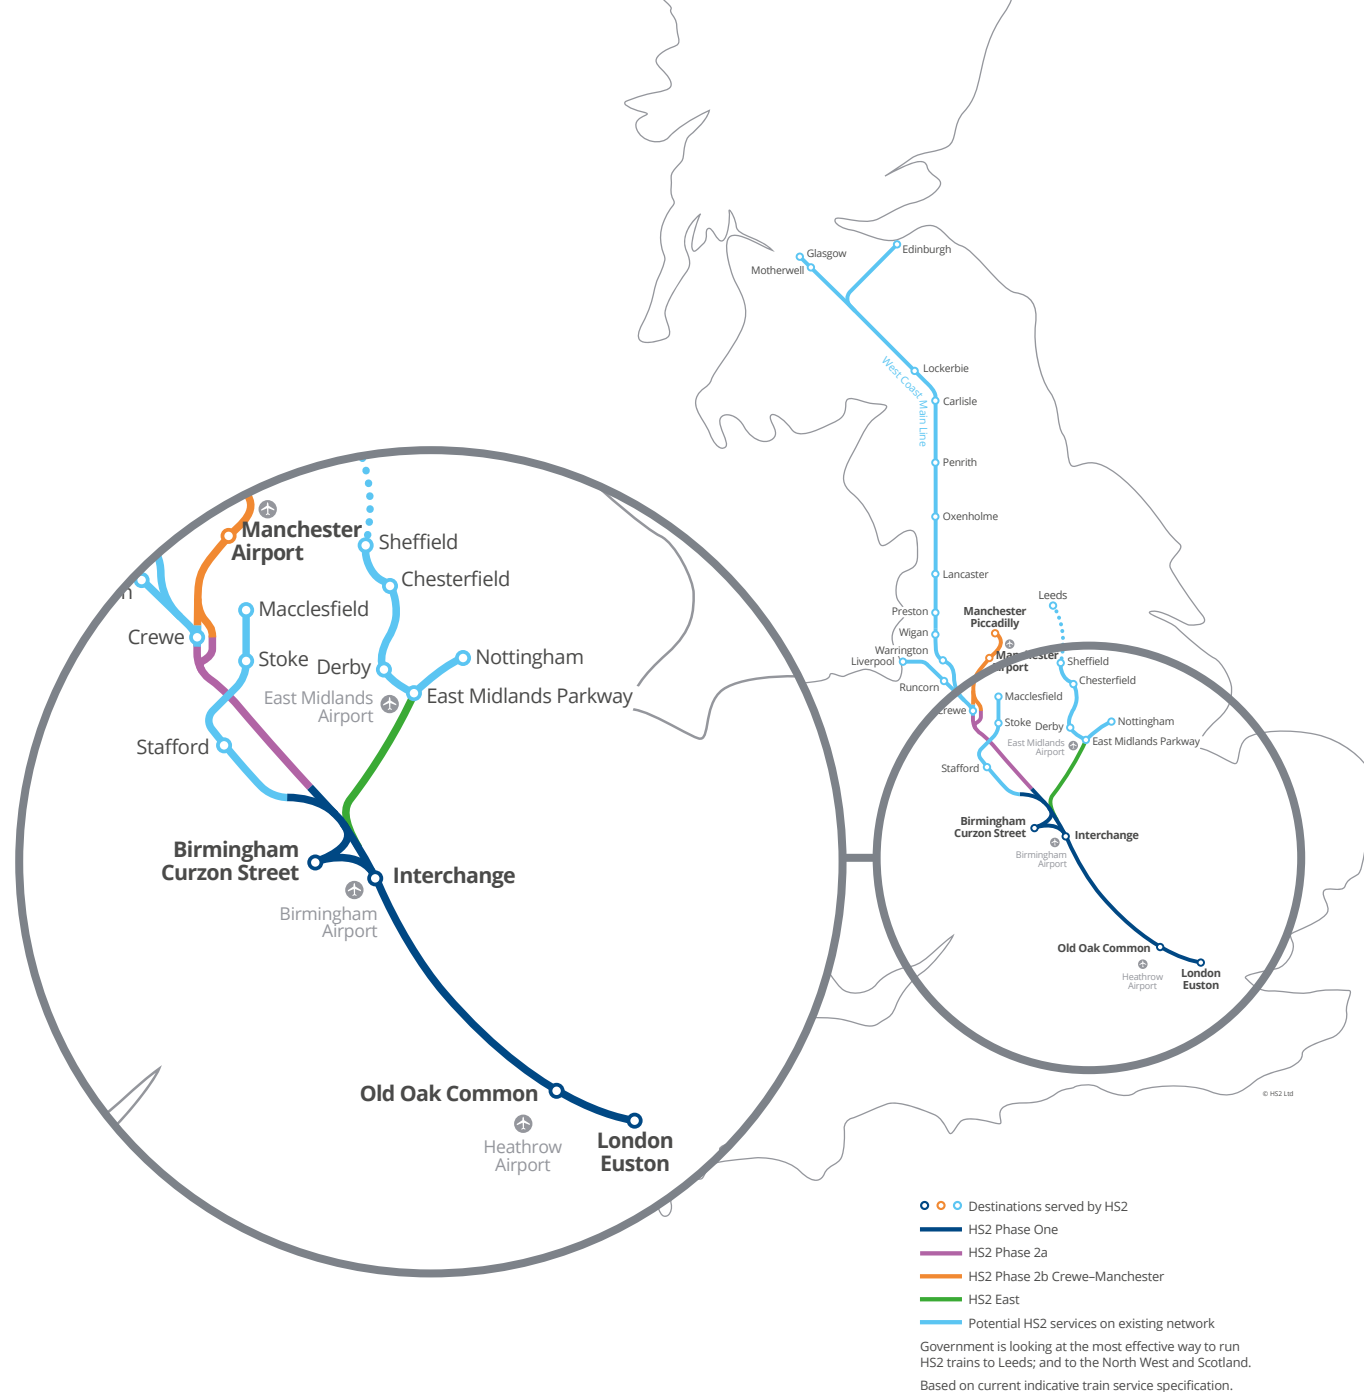 Glasgow
Motherwell
Edinburgh
Lockerbie
West Coast Main Line
Carlisle
Penrith
Oxenholme
Lancaster
Preston
Wigan
Warrington
Liverpool
Runcorn
Manchester
Piccadilly
Manchester
Airport
Leeds
Sheffield
Chesterfield
Macclesfield
Crewe
Stoke
Derby
Nottingham
East Midlands
Airport
East Midlands Parkway
Stafford
Birmingham
Curzon Street
Interchange
Birmingham
Airport
Old Oak Common
Heathrow
Airport
London
Euston
Manchester
Airport
Sheffield
Chesterfield
n
Macclesfield
Crewe
Stoke
Derby
Nottingham
East Midlands
Airport
East Midlands Parkway
Stafford
Birmingham
Curzon Street
Interchange
Birmingham
Airport
Old Oak Common
Heathrow
Airport
London
Euston
© HS2 Ltd
Destinations served by HS2
HS2 Phase One
HS2 Phase 2a
HS2 Phase 2b Crewe–Manchester
HS2 East
Potential HS2 services on existing network
Government is looking at the most effective way to run
HS2 trains to Leeds; and to the North West and Scotland.
Based on current indicative train service specification.